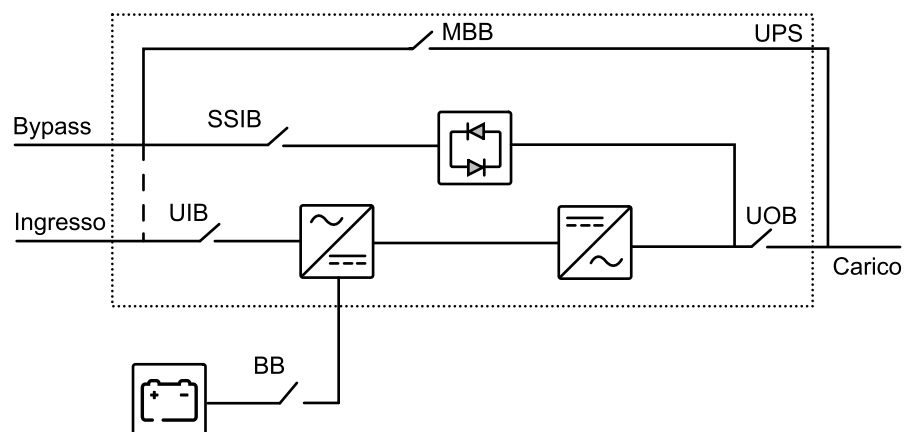 MBB
UPS
Bypass
SSIB
Ingresso
UIB
UOB
Carico
BB